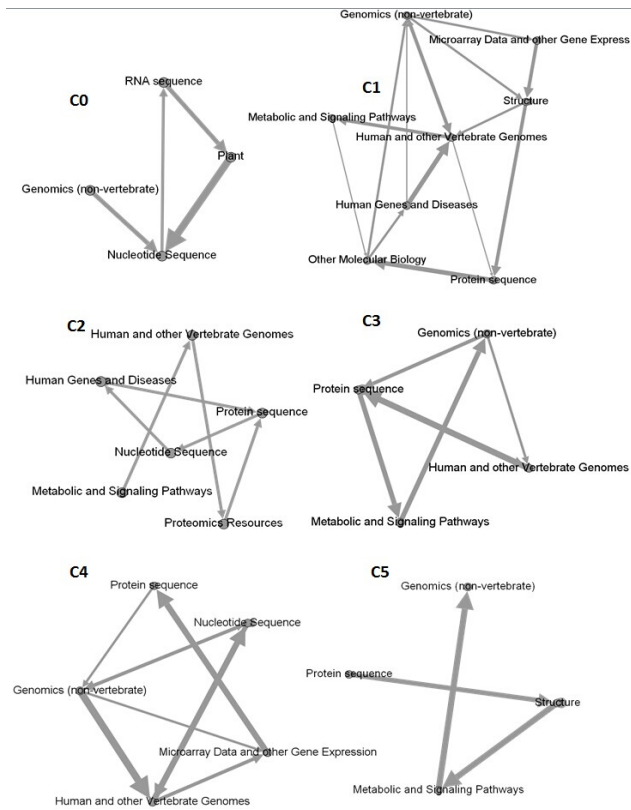 C0
RNA sequence
Plant
Genomics (non-vertebrate)
Nucleotide Sequence
C1
Genomics (non-vertebrate)
Microarray Data and other Gene Express
Structure
Metabolic and Signaling Pathways
Human and other Vertebrate Genomes
Human Genes and Diseases
Other Molecular Biology
Protein sequence
C2
Human and other Vertebrate Genomes
Human Genes and Diseases
Protein sequence
Nucleotide Sequence
Metabolic and Signaling Pathways
Proteomics Resources
C3
Genomics (non-vertebrate)
Protein sequence
Human and other Vertebrate Genomes
Metabolic and Signaling Pathways
C4
Protein sequence
Nucleotide Sequence
Genomics (non-vertebrate)
Microarray Data and other Gene Expression
Human and other Vertebrate Genomes
C5
Genomics (non-vertebrate)
Protein sequence
Structure
Metabolic and Signaling Pathways